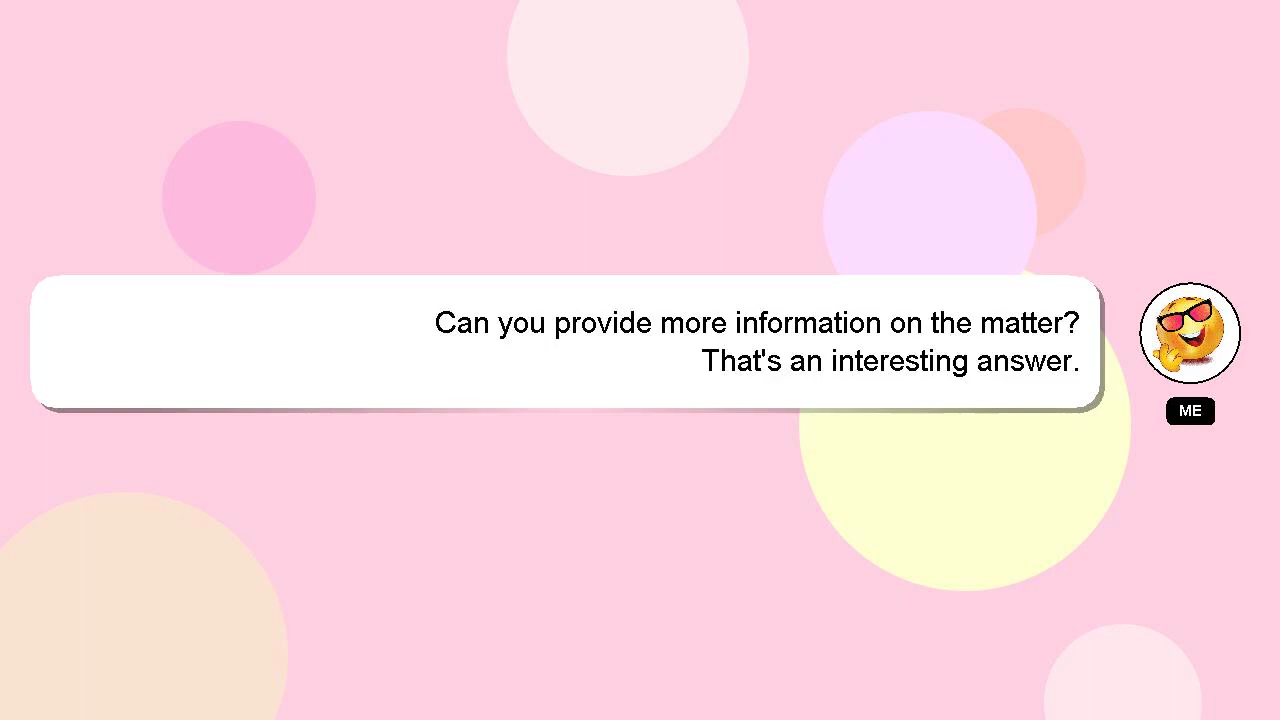 Can you provide more information on the matter?
That's an interesting answer.
ME